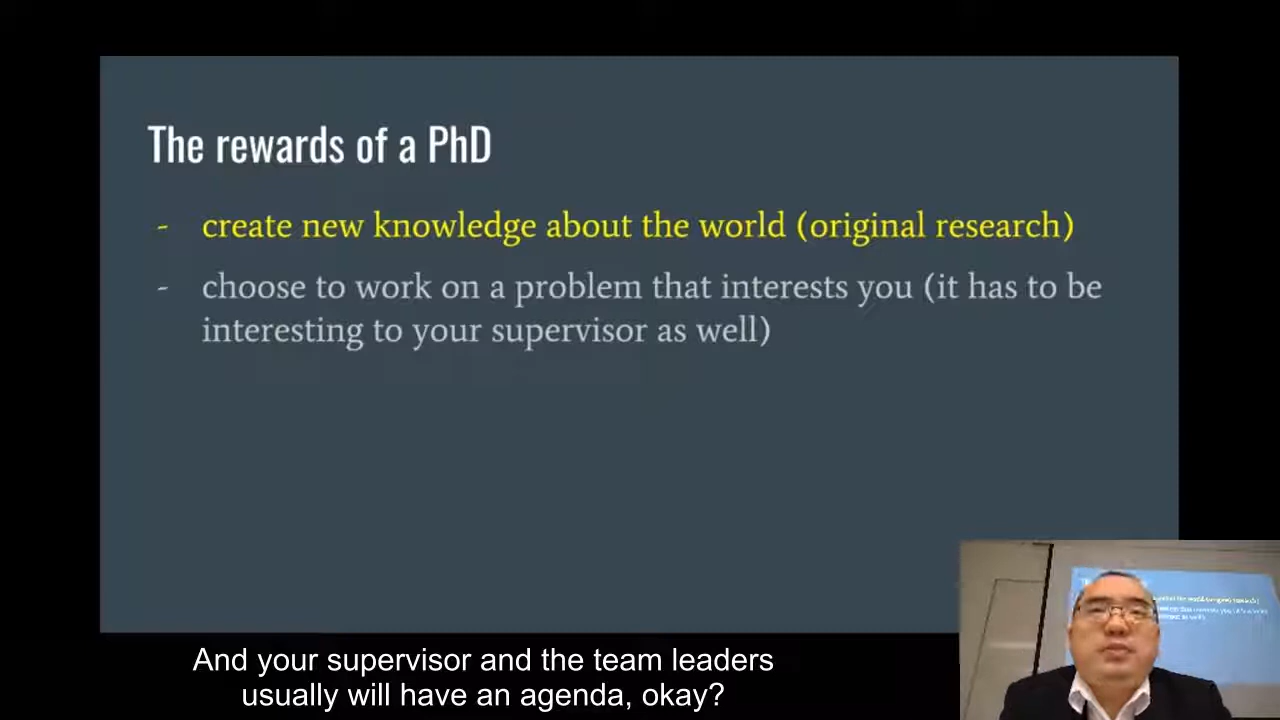 The rewards of a PhD
- create new knowledge about the world (original research)
- choose to work on a problem that interests you (it has to be
interesting to your supervisor as well)
And your supervisor and the team leaders
usually will have an agenda, okay?